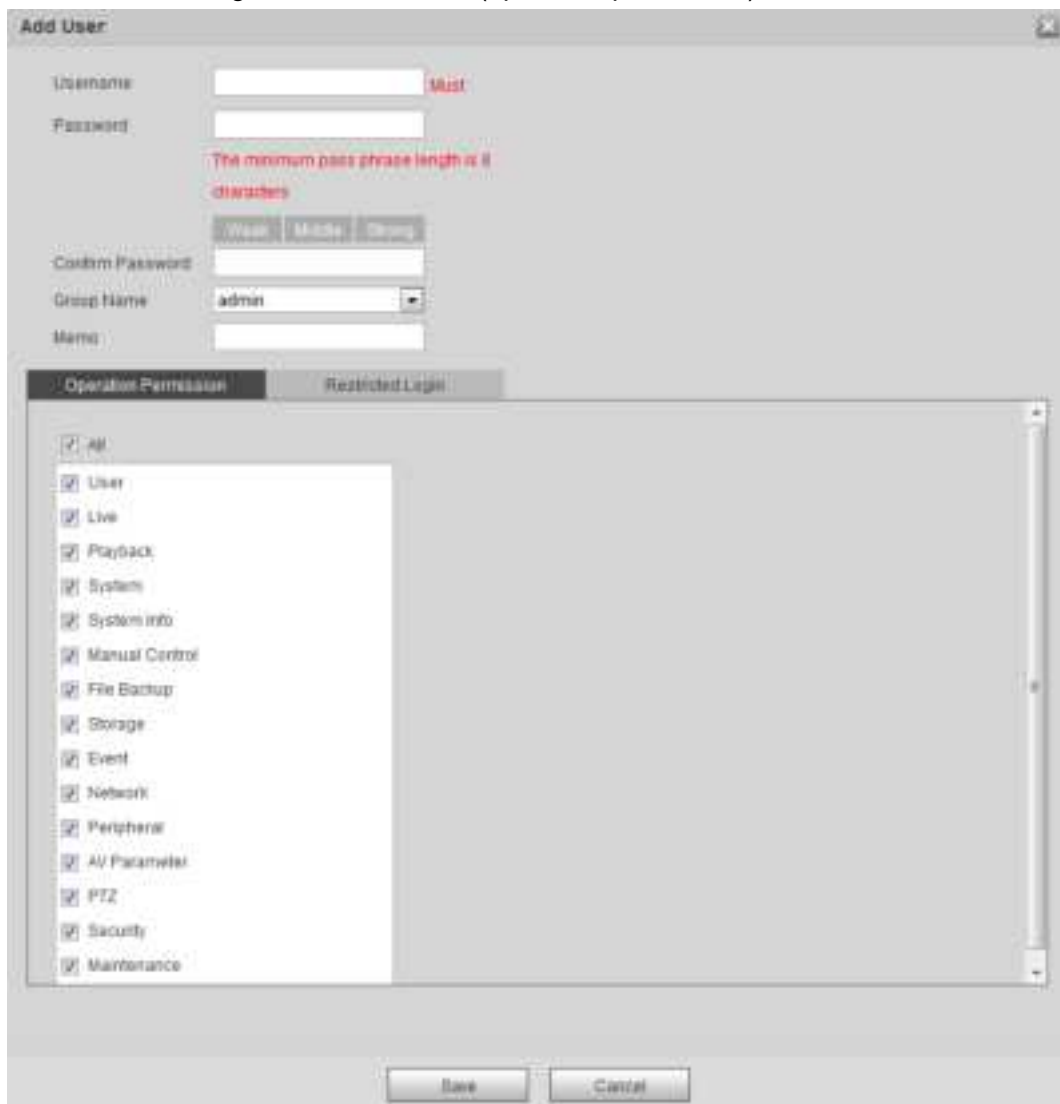 Add User
Username
Must
Password
The minimum pass phrase length is 8
characters
Weak Middle Strong
Confirm Password
Group Name
admin
Memo
Operation Permission
Restricted Login
All
User
Live
Playback
System
System Info
Manual Control
File Backup
Storage
Event
Network
Peripheral
AV Parameter
PTZ
Security
Maintenance
Save
Cancel